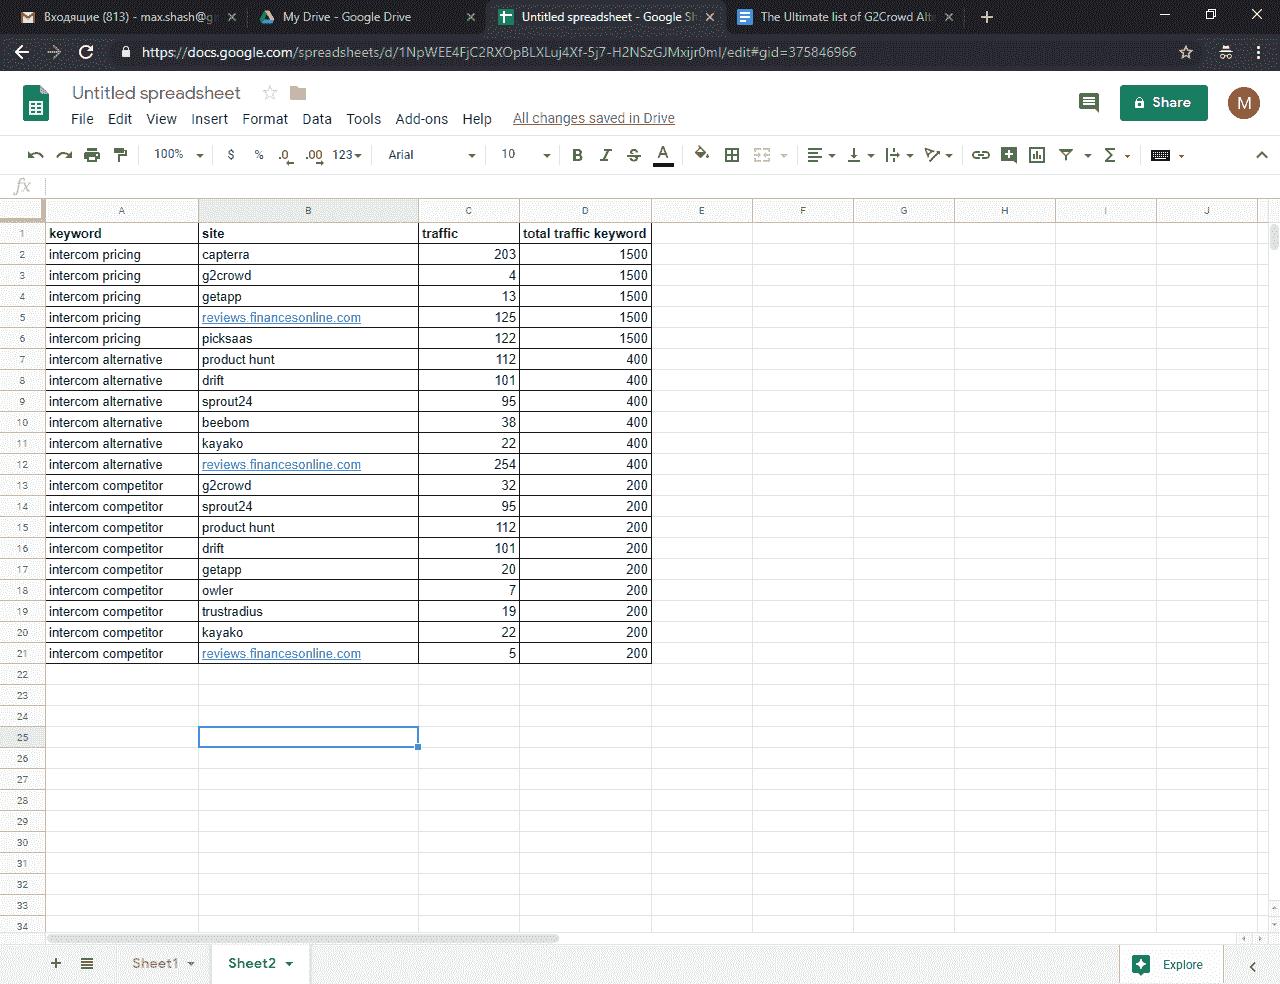 Входящие (813) - max.shash@g
My Drive - Google Drive
Untitled spreadsheet - Google Sh
The Ultimate list of G2Crowd Alt
https://docs.google.com/spreadsheets/d/1NpWEE4FjC2RXOpBLXLuj4Xf-5j7-H2NSzGJMxijr0mI/edit#gid=375846966
Untitled spreadsheet
File Edit View Insert Format Data Tools Add-ons Help All changes saved in Drive
Share
M
100% $ % .0 .00 123 Arial 10 B I S A Σ
fx
A B C D E F G H I J
1 keyword site traffic total traffic keyword
2 intercom pricing capterra 203 1500
3 intercom pricing g2crowd 4 1500
4 intercom pricing getapp 13 1500
5 intercom pricing reviews.financesonline.com 125 1500
6 intercom pricing picksaas 122 1500
7 intercom alternative product hunt 112 400
8 intercom alternative drift 101 400
9 intercom alternative sprout24 95 400
10 intercom alternative beebom 38 400
11 intercom alternative kayako 22 400
12 intercom alternative reviews.financesonline.com 254 400
13 intercom competitor g2crowd 32 200
14 intercom competitor sprout24 95 200
15 intercom competitor product hunt 112 200
16 intercom competitor drift 101 200
17 intercom competitor getapp 20 200
18 intercom competitor owler 7 200
19 intercom competitor trustradius 19 200
20 intercom competitor kayako 22 200
21 intercom competitor reviews.financesonline.com 5 200
22
23
24
25
26
27
28
29
30
31
32
33
34
Sheet1 Sheet2 Explore